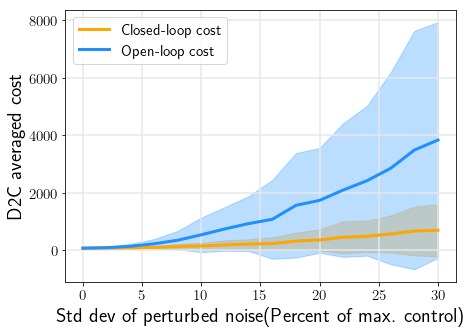 8000
6000
4000
2000
0
D2C averaged cost
Closed-loop cost
Open-loop cost
0 5 10 15 20 25 30
Std dev of perturbed noise(Percent of max. control)